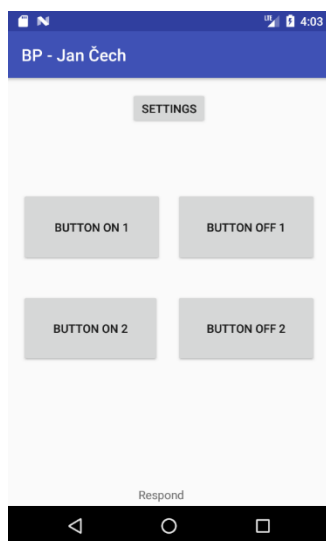 LTE 4:03
BP - Jan Čech
SETTINGS
BUTTON ON 1 BUTTON OFF 1
BUTTON ON 2 BUTTON OFF 2
Respond